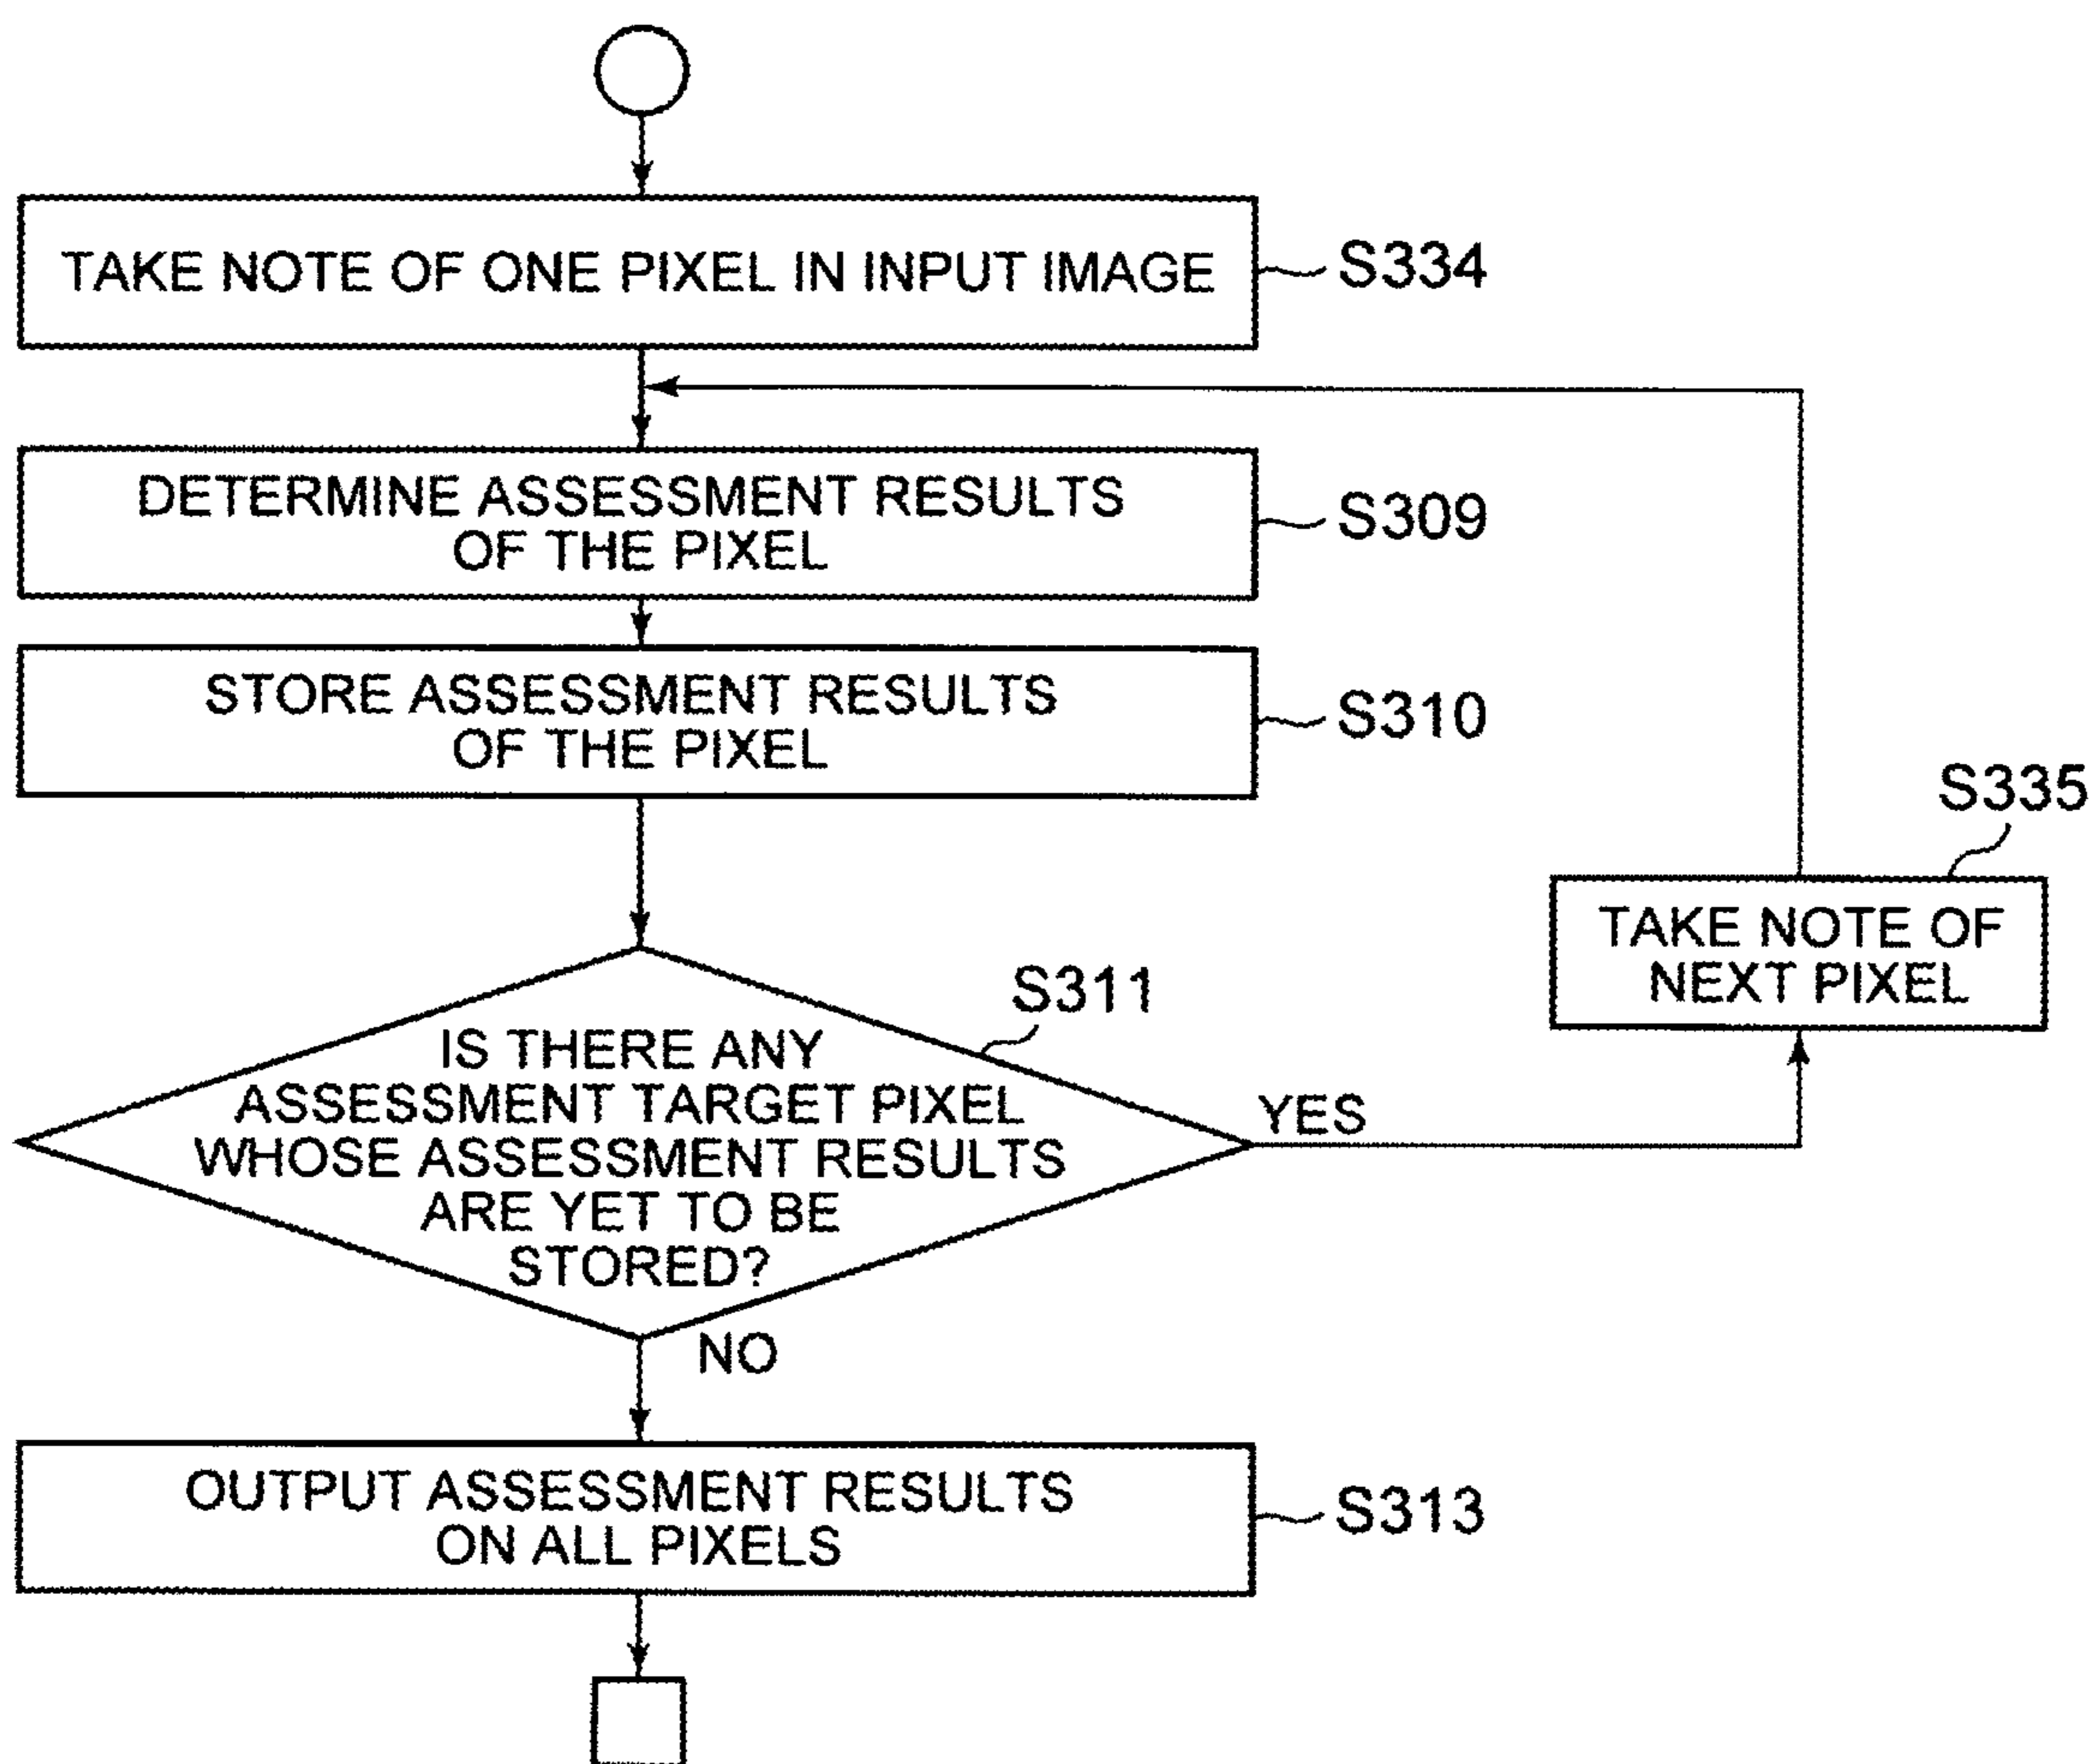 TAKE NOTE OF ONE PIXEL IN INPUT IMAGE
S334
DETERMINE ASSESSMENT RESULTS
OF THE PIXEL
S309
STORE ASSESSMENT RESULTS
OF THE PIXEL
S310
S335
TAKE NOTE OF
NEXT PIXEL
S311
IS THERE ANY
ASSESSMENT TARGET PIXEL
WHOSE ASSESSMENT RESULTS
ARE YET TO BE
STORED?
YES
NO
OUTPUT ASSESSMENT RESULTS
ON ALL PIXELS
S313